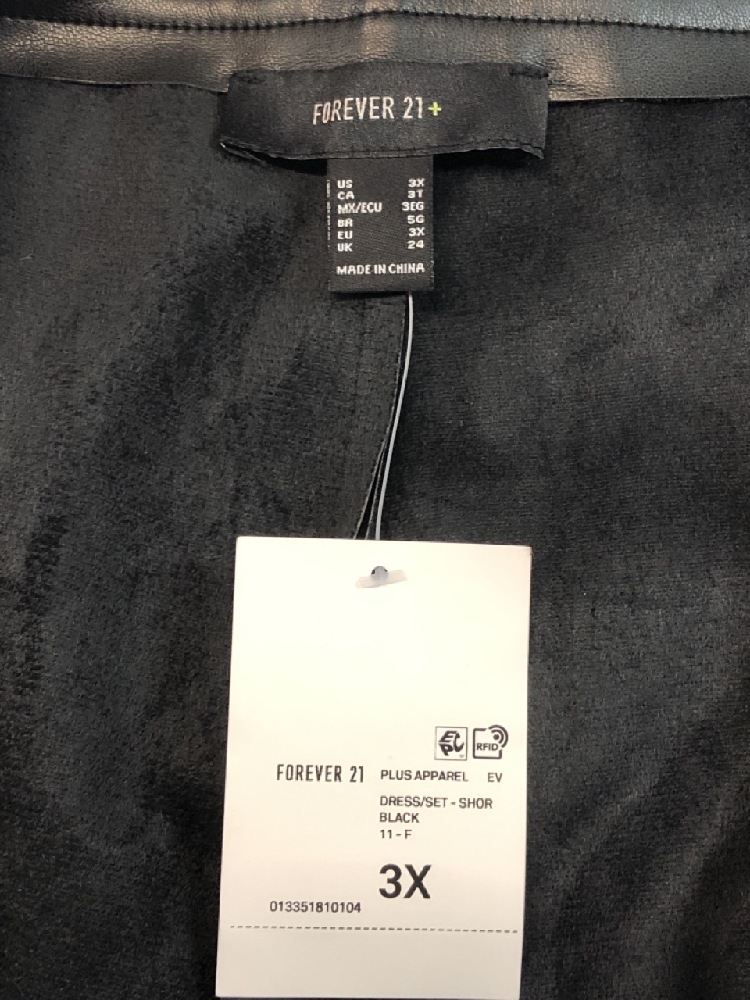 FOREVER 21+
US 3X
CA 3T
MX/ECU 3EG
BR 5G
EU 3X
UK 24
MADE IN CHINA
EC
RFID
FOREVER 21 PLUS APPAREL EV
DRESS/SET - SHOR
BLACK
11 - F
3X
013351810104